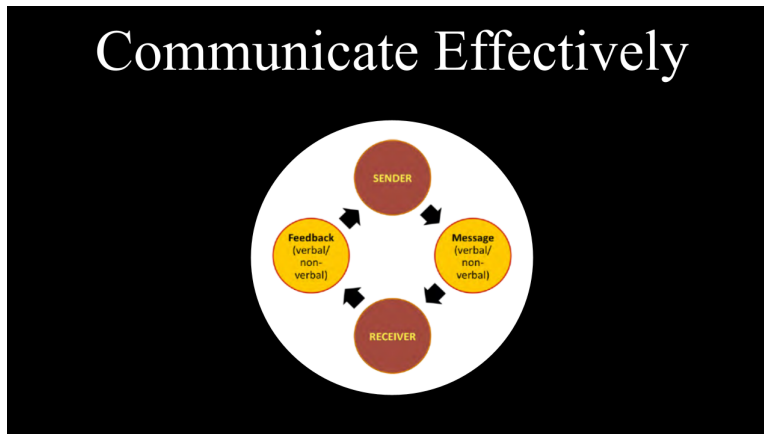 Communicate Effectively
SENDER
Message
(verbal/
non-
verbal)
RECEIVER
Feedback
(verbal/
non-
verbal)